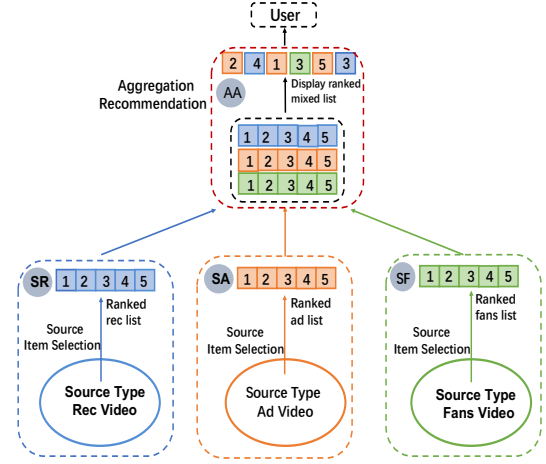 User
2 4 1 3 5 3
Aggregation
Recommendation
AA
Display ranked
mixed list
1 2 3 4 5
1 2 3 4 5
1 2 3 4 5
SR
1 2 3 4 5
Ranked
rec list
Source
Item Selection
Source Type
Rec Video
SA
1 2 3 4 5
Ranked
ad list
Source
Item Selection
Source Type
Ad Video
SF
1 2 3 4 5
Ranked
fans list
Source
Item Selection
Source Type
Fans Video